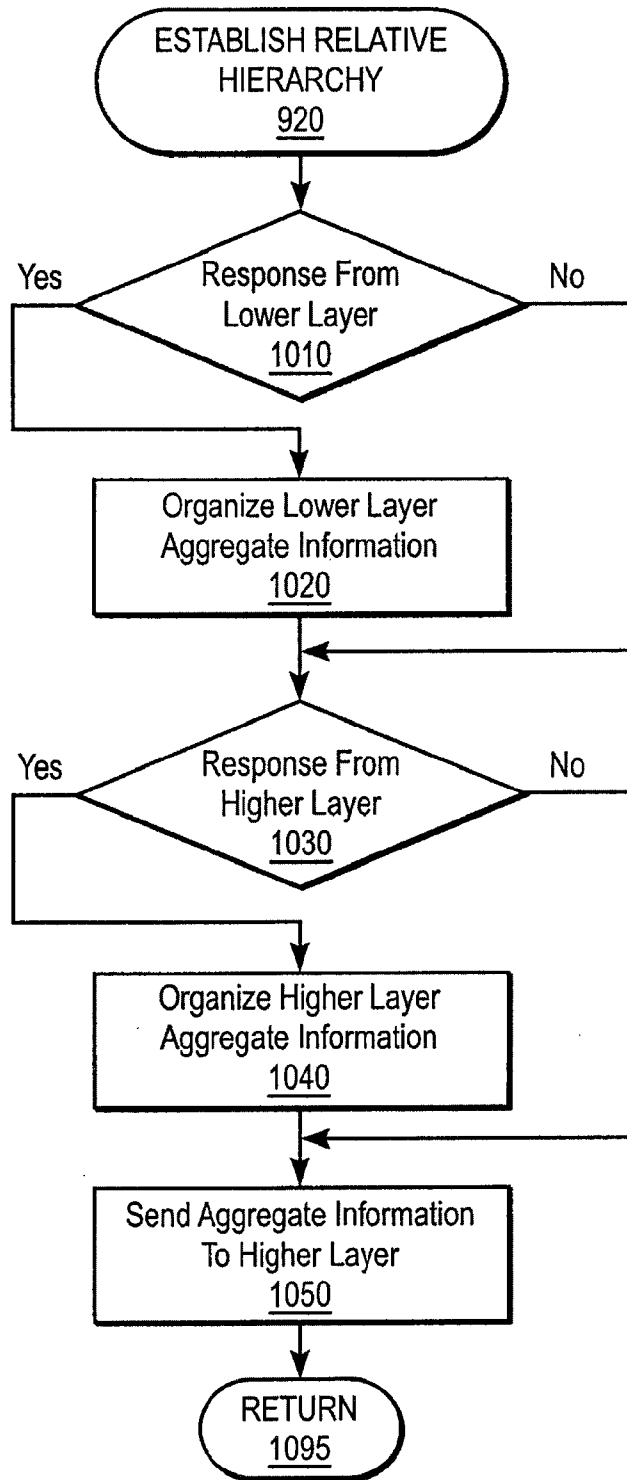 ESTABLISH RELATIVE
HIERARCHY
920
Yes
Response From
Lower Layer
1010
No
Organize Lower Layer
Aggregate Information
1020
Yes
Response From
Higher Layer
1030
No
Organize Higher Layer
Aggregate Information
1040
Send Aggregate Information
To Higher Layer
1050
RETURN
1095